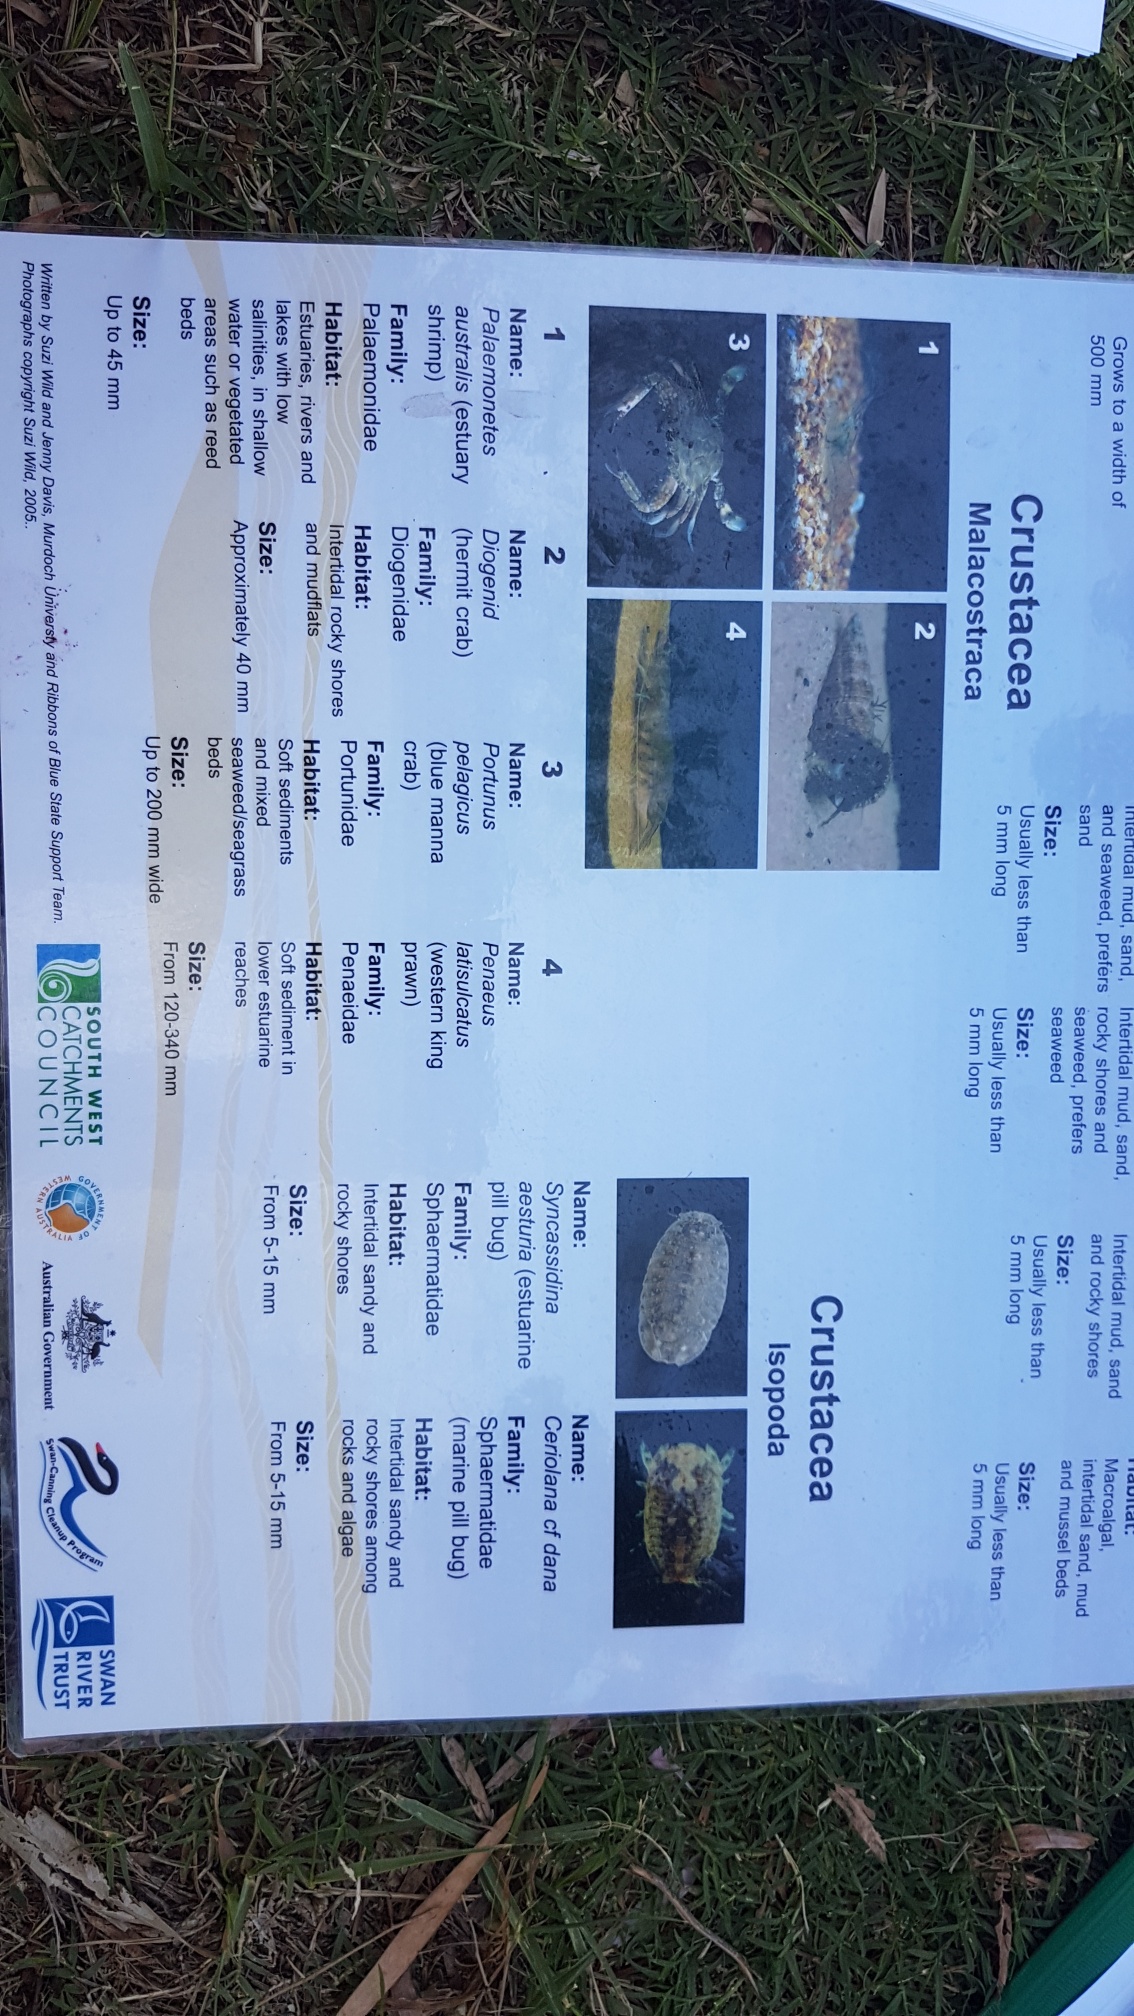 Grows to a width of
500 mm
Intertidal mud, sand,
and seaweed, prefers
sand
Size:
Usually less than
5 mm long
Intertidal mud, sand,
rocky shores and
seaweed, prefers
seaweed
Size:
Usually less than
5 mm long
Intertidal mud, sand
and rocky shores
Size:
Usually less than
5 mm long
Habitat:
Macroalgal,
intertidal sand, mud
and mussel beds
Size:
Usually less than
5 mm long
Crustacea
Malacostraca
1
2
3
4
1
Name:
Palaemonetes
australis (estuary
shrimp)
Family:
Palaemonidae
Habitat:
Estuaries, rivers and
lakes with low
salinities, in shallow
water or vegetated
areas such as reed
beds
Size:
Up to 45 mm
2
Name:
Diogenid
(hermit crab)
Family:
Diogenidae
Habitat:
Intertidal rocky shores
and mudflats
Size:
Approximately 40 mm
3
Name:
Portunus
pelagicus
(blue manna
crab)
Family:
Portunidae
Habitat:
Soft sediments
and mixed
seaweed/seagrass
beds
Size:
Up to 200 mm wide
4
Name:
Penaeus
latisulcatus
(western king
prawn)
Family:
Penaeidae
Habitat:
Soft sediment in
lower estuarine
reaches
Size:
From 120-340 mm
Crustacea
Isopoda
Name:
Syncassidina
aesturia (estuarine
pill bug)
Family:
Sphaermatidae
Habitat:
Intertidal sandy and
rocky shores
Size:
From 5-15 mm
Name:
Ceriolana cf dana
Family:
Sphaermatidae
(marine pill bug)
Habitat:
Intertidal sandy and
rocky shores among
rocks and algae
Size:
From 5-15 mm
Written by Suzi Wild and Jenny Davis, Murdoch University and Ribbons of Blue State Support Team.
Photographs copyright Suzi Wild, 2005..
SOUTH WEST
CATCHMENTS
COUNCIL
GOVERNMENT OF
WESTERN AUSTRALIA
Australian Government
Swan-Canning Cleanup Program
SWAN
RIVER
TRUST